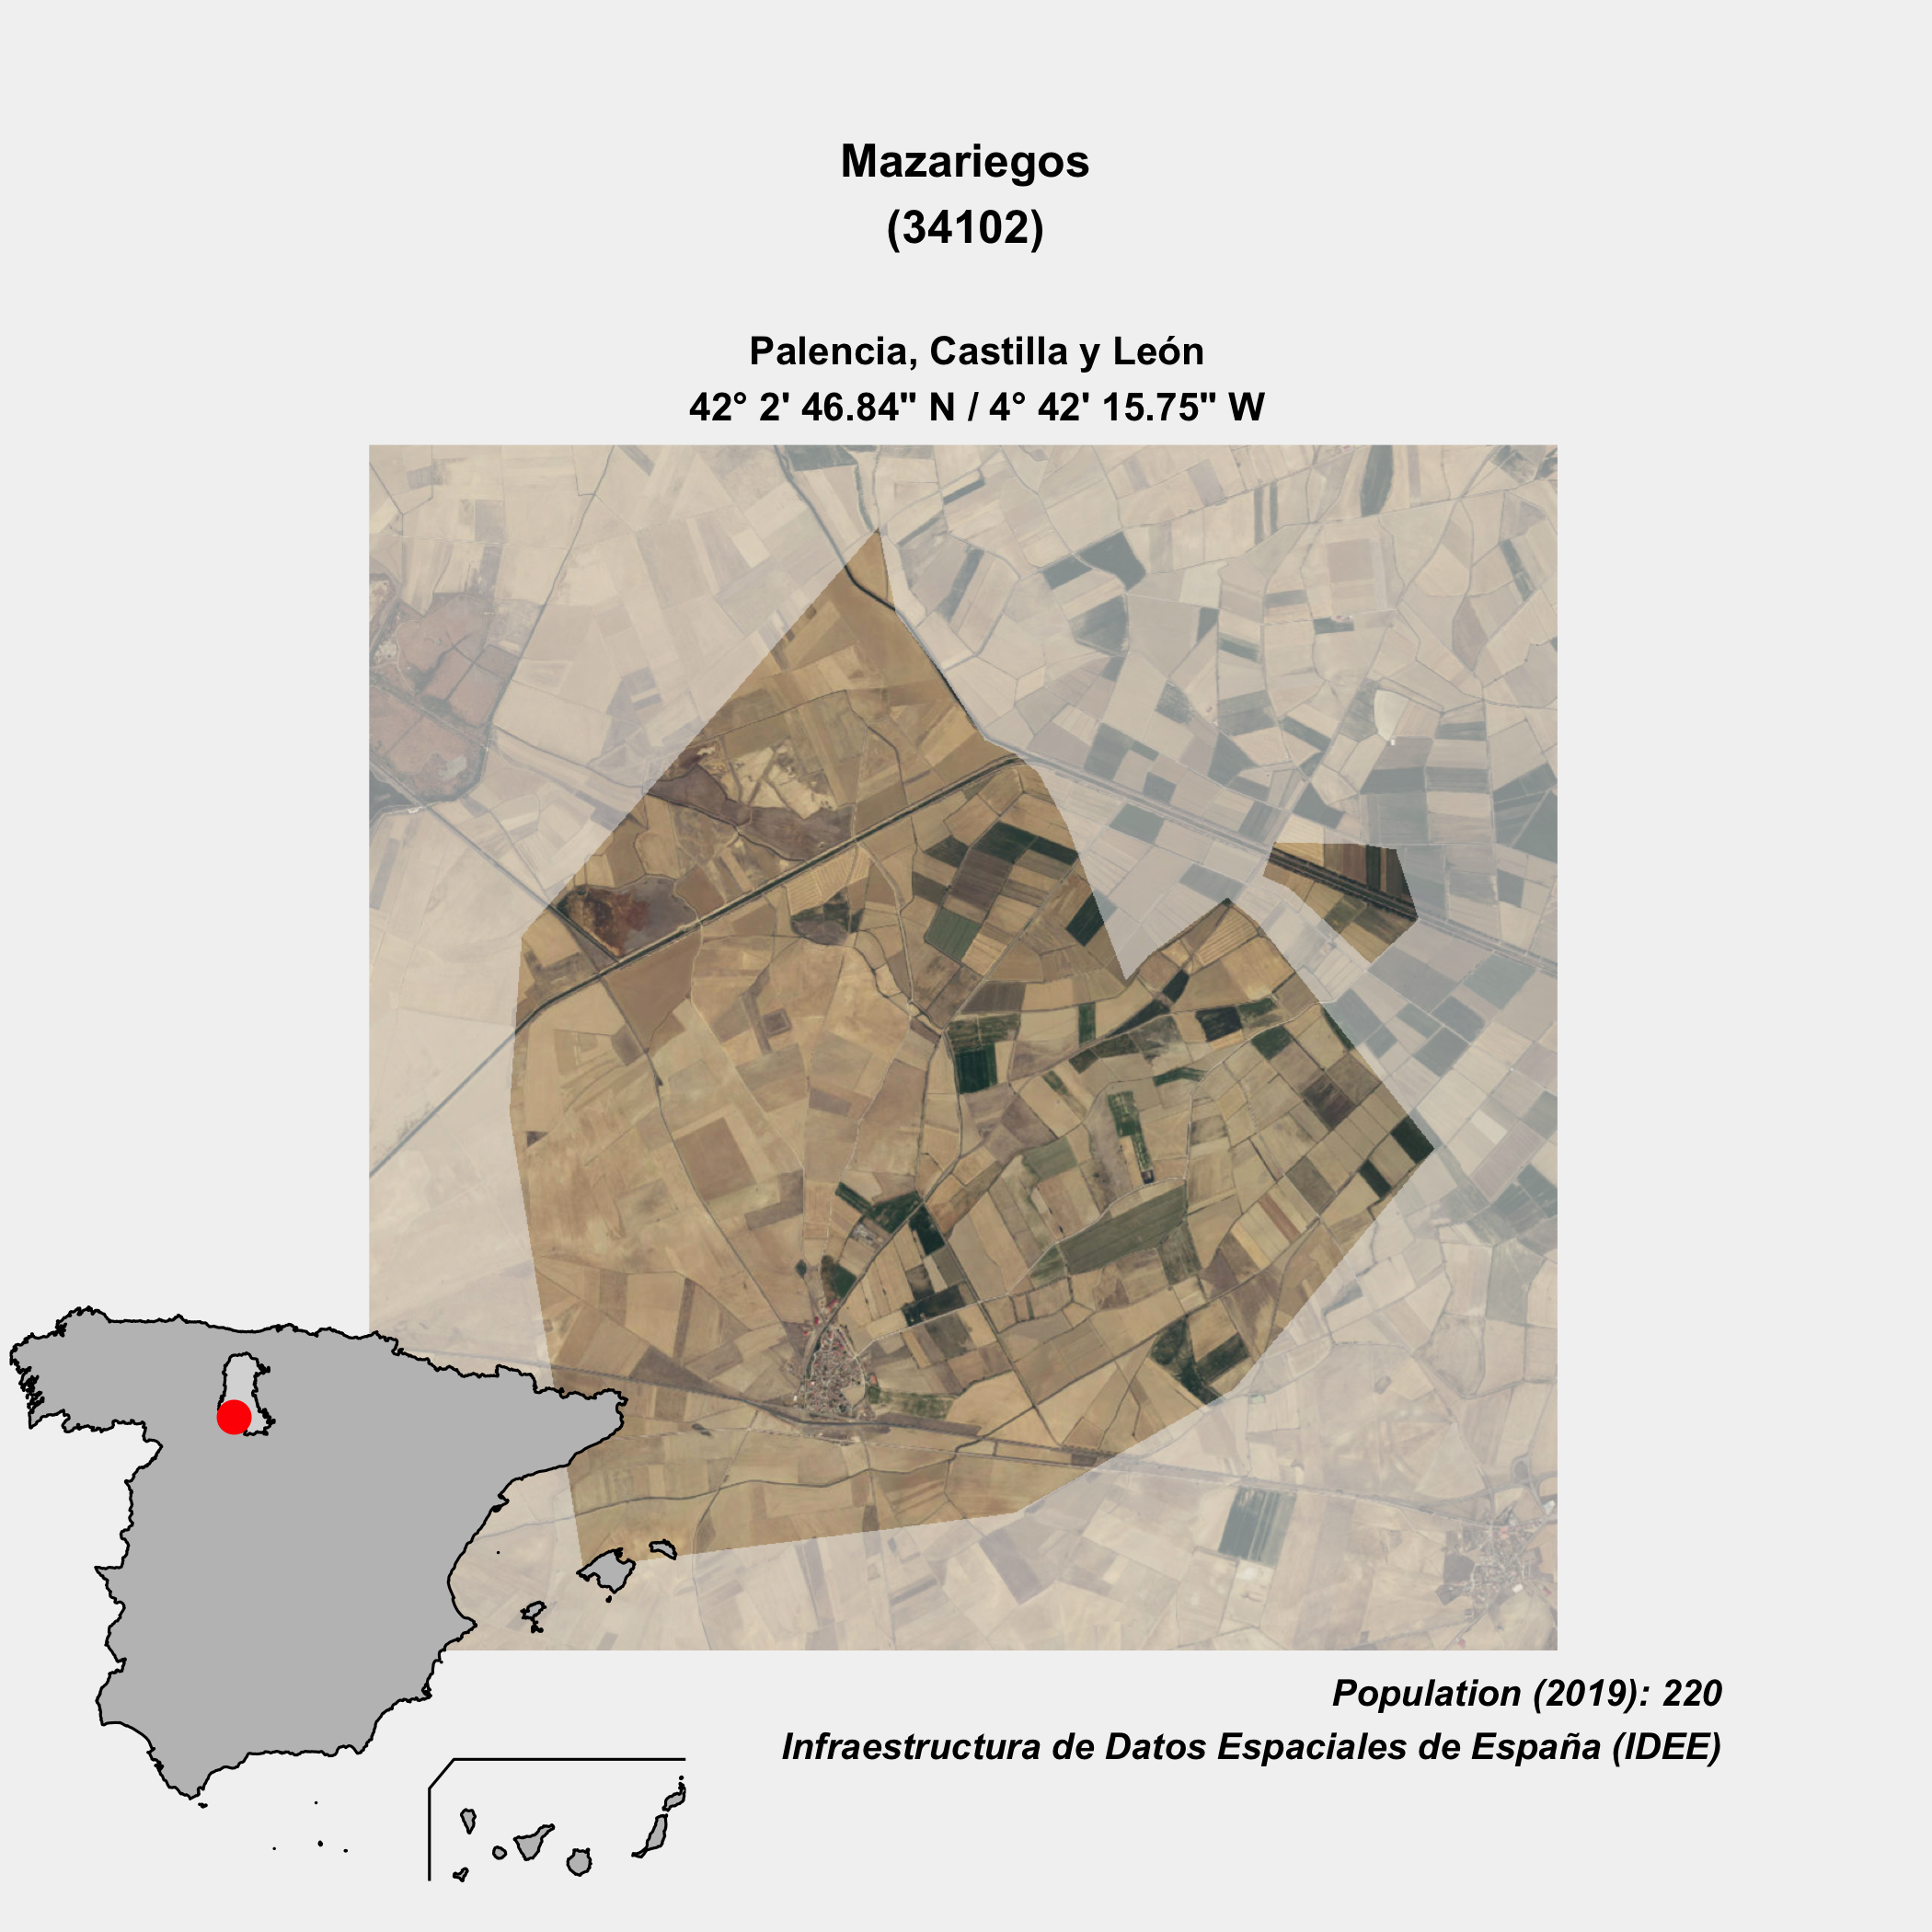 Mazariegos
(34102)
Palencia, Castilla y León
42° 2' 46.84" N / 4° 42' 15.75" W
Population (2019): 220
Infraestructura de Datos Espaciales de España (IDEE)